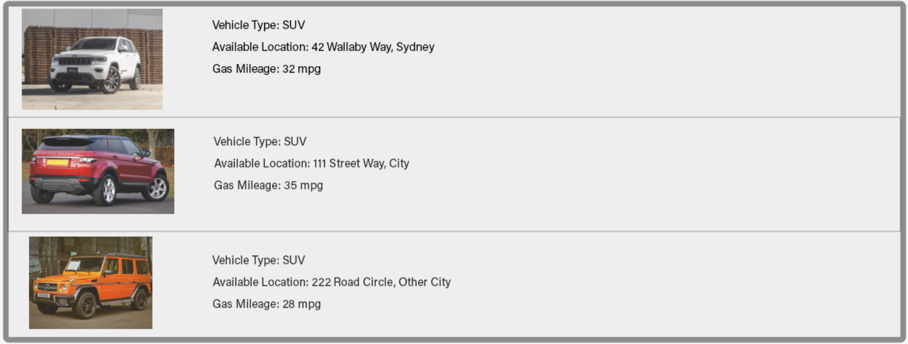 Vehicle Type: SUV
Available Location: 42 Wallaby Way, Sydney
Gas Mileage: 32 mpg
Vehicle Type: SUV
Available Location: 111 Street Way, City
Gas Mileage: 35 mpg
Vehicle Type: SUV
Available Location: 222 Road Circle, Other City
Gas Mileage: 28 mpg